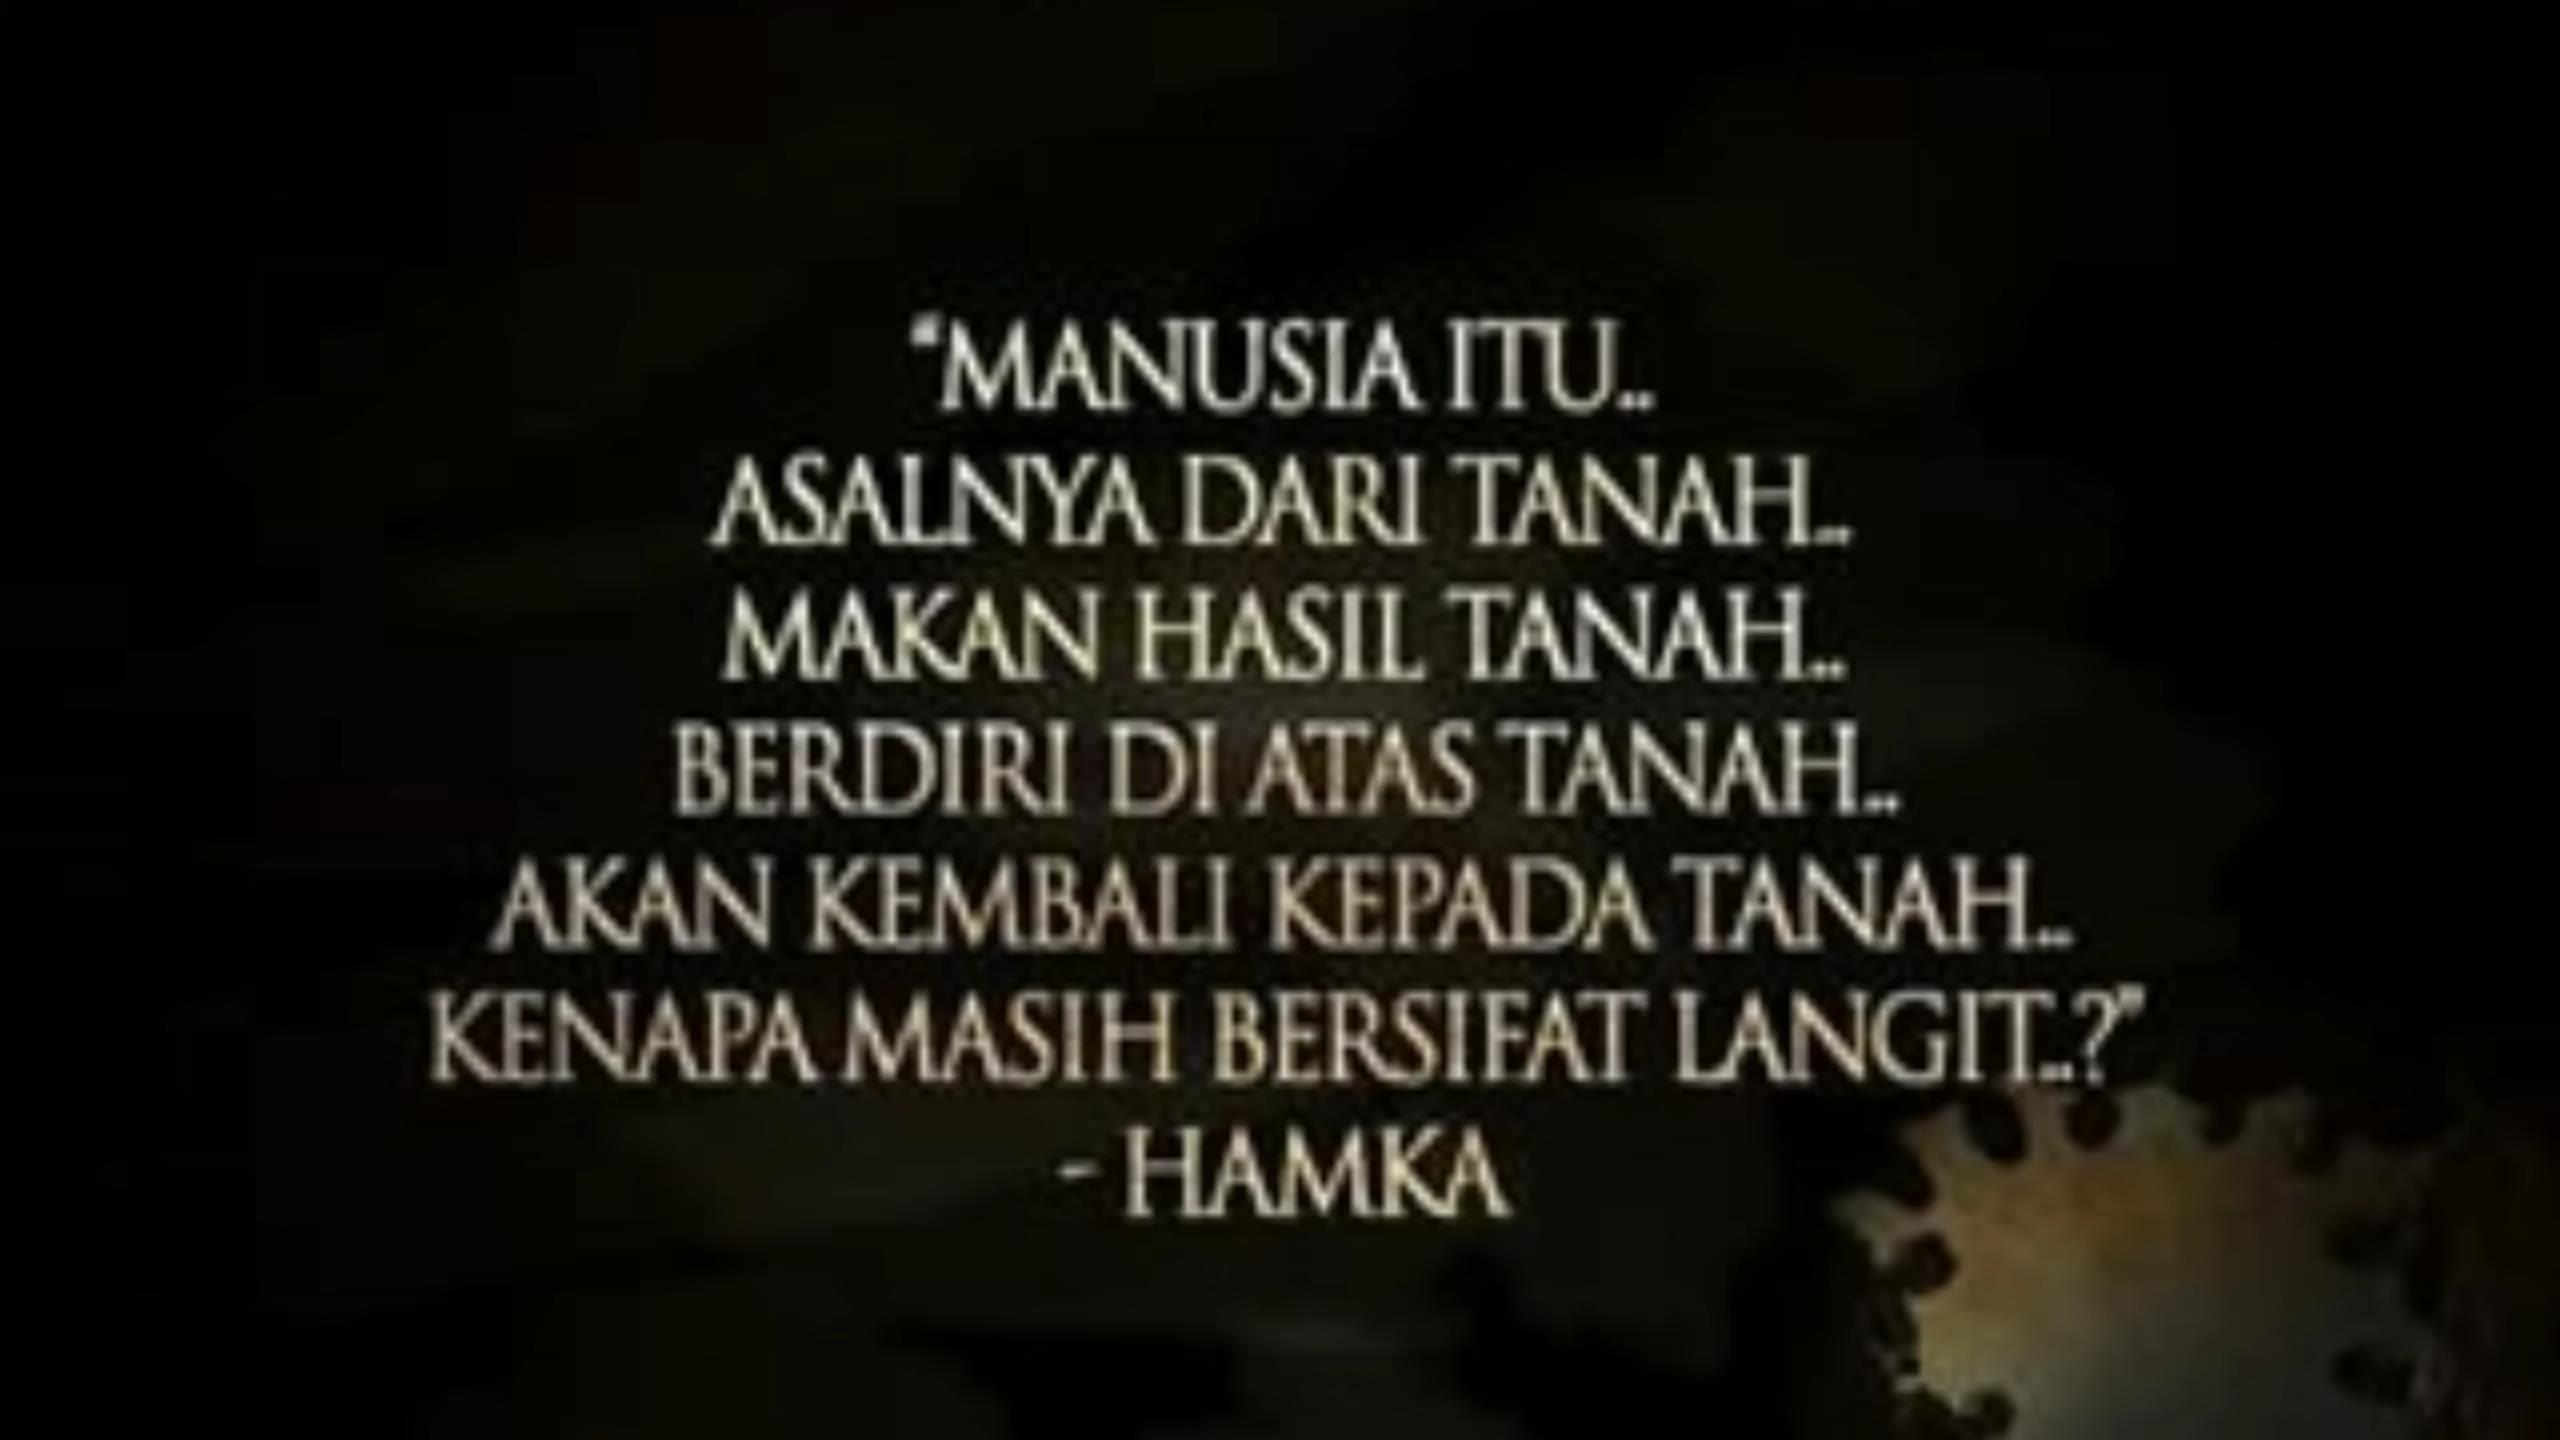 “MANUSIA ITU..
ASALNYA DARI TANAH..
MAKAN HASIL TANAH..
BERDIRI DI ATAS TANAH..
AKAN KEMBALI KEPADA TANAH..
KENAPA MASIH BERSIFAT LANGIT..?”
- HAMKA